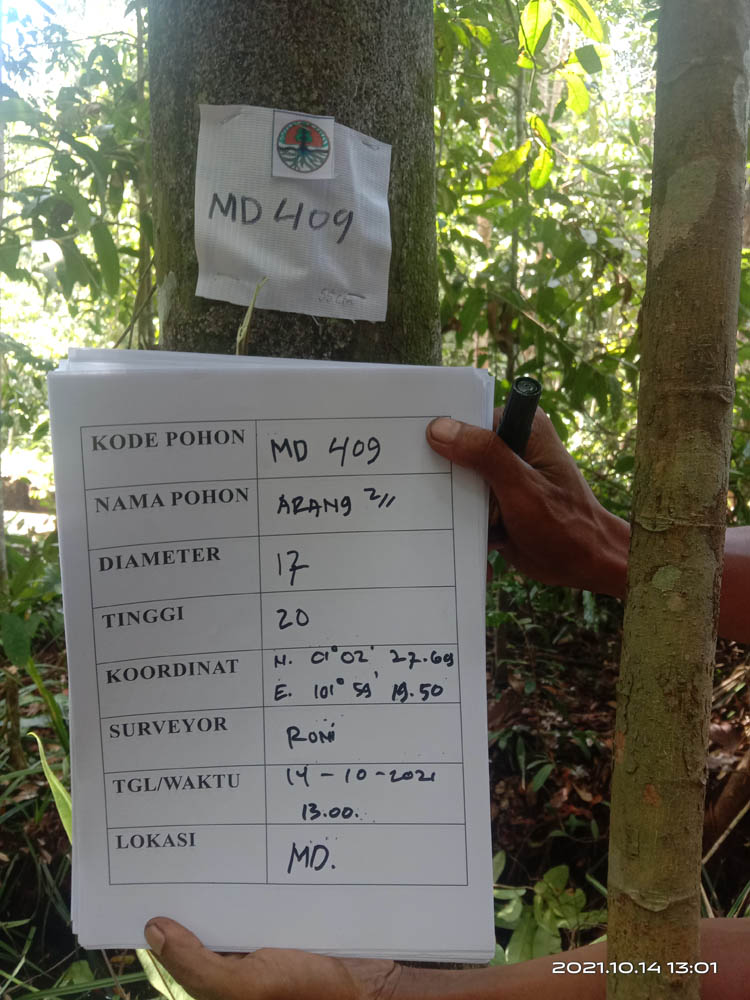 MD 409
55 cm
KODE POHON MD 409
NAMA POHON ARANG 2//
DIAMETER 17
TINGGI 20
KOORDINAT N. 01° 02' 27.69
E. 101° 59' 19.50
SURVEYOR RONI
TGL/WAKTU 14-10-2021
13.00.
LOKASI MD.
2021.10.14 13:01